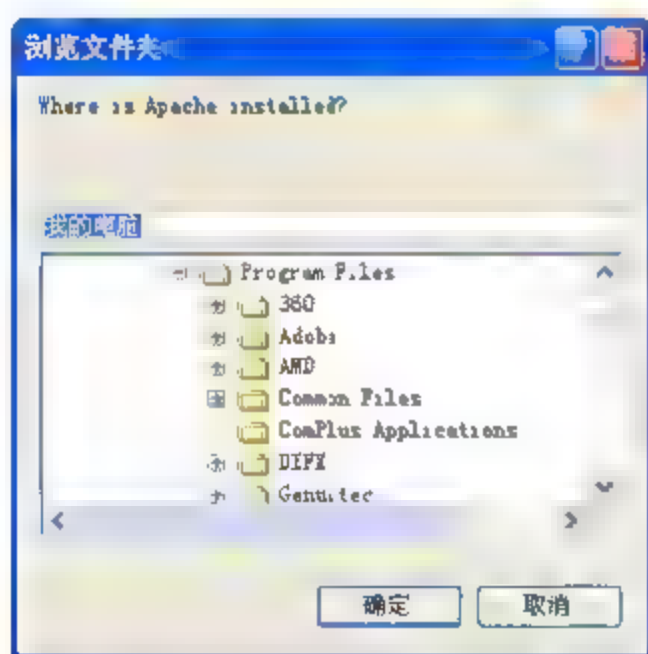 浏览文件夹
Where is Apache installed?
我的电脑
Program Files
360
Adobe
AMD
Common Files
ComPlus Applications
DIFX
Genuitec
确定
取消